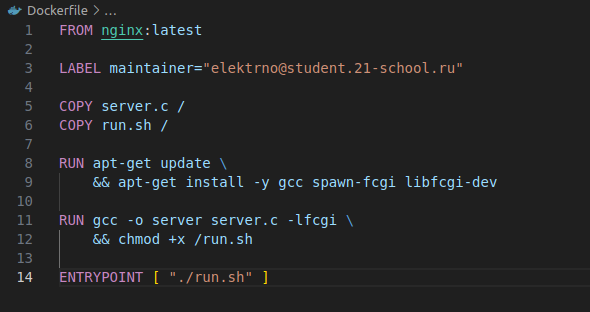 Dockerfile > ...
1 FROM nginx:latest
2
3 LABEL maintainer="elektrno@student.21-school.ru"
4
5 COPY server.c /
6 COPY run.sh /
7
8 RUN apt-get update \
9     && apt-get install -y gcc spawn-fcgi libfcgi-dev
10
11 RUN gcc -o server server.c -lfcgi \
12     && chmod +x /run.sh
13
14 ENTRYPOINT [ "./run.sh" ]